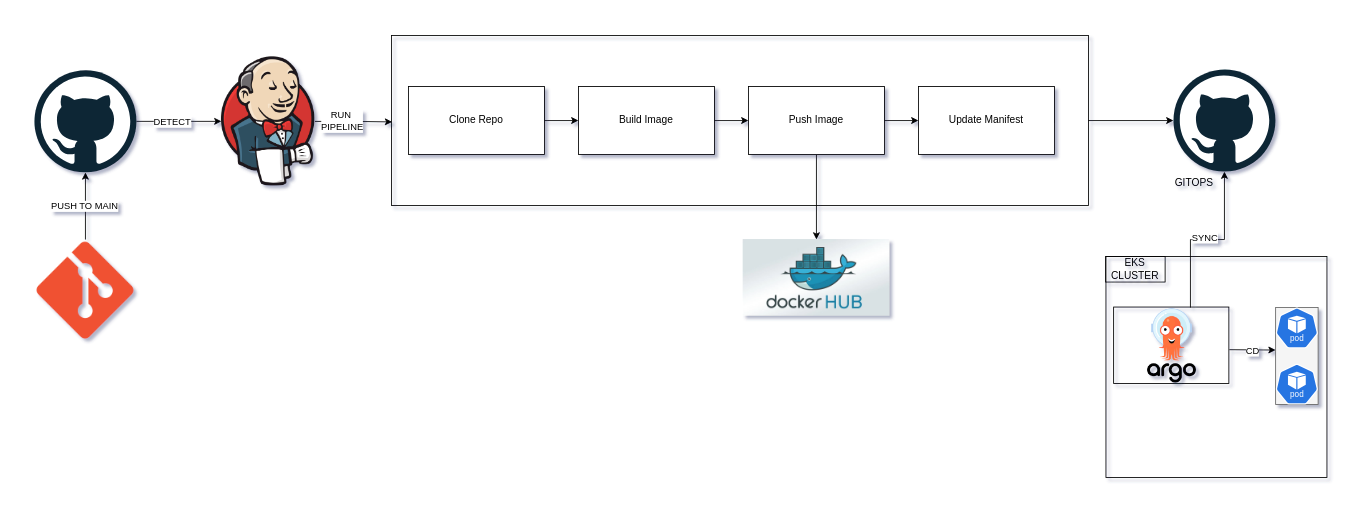 DETECT
RUN
PIPELINE
Clone Repo
Build Image
Push Image
Update Manifest
PUSH TO MAIN
GITOPS
docker HUB
SYNC
EKS
CLUSTER
argo
CD
pod
pod